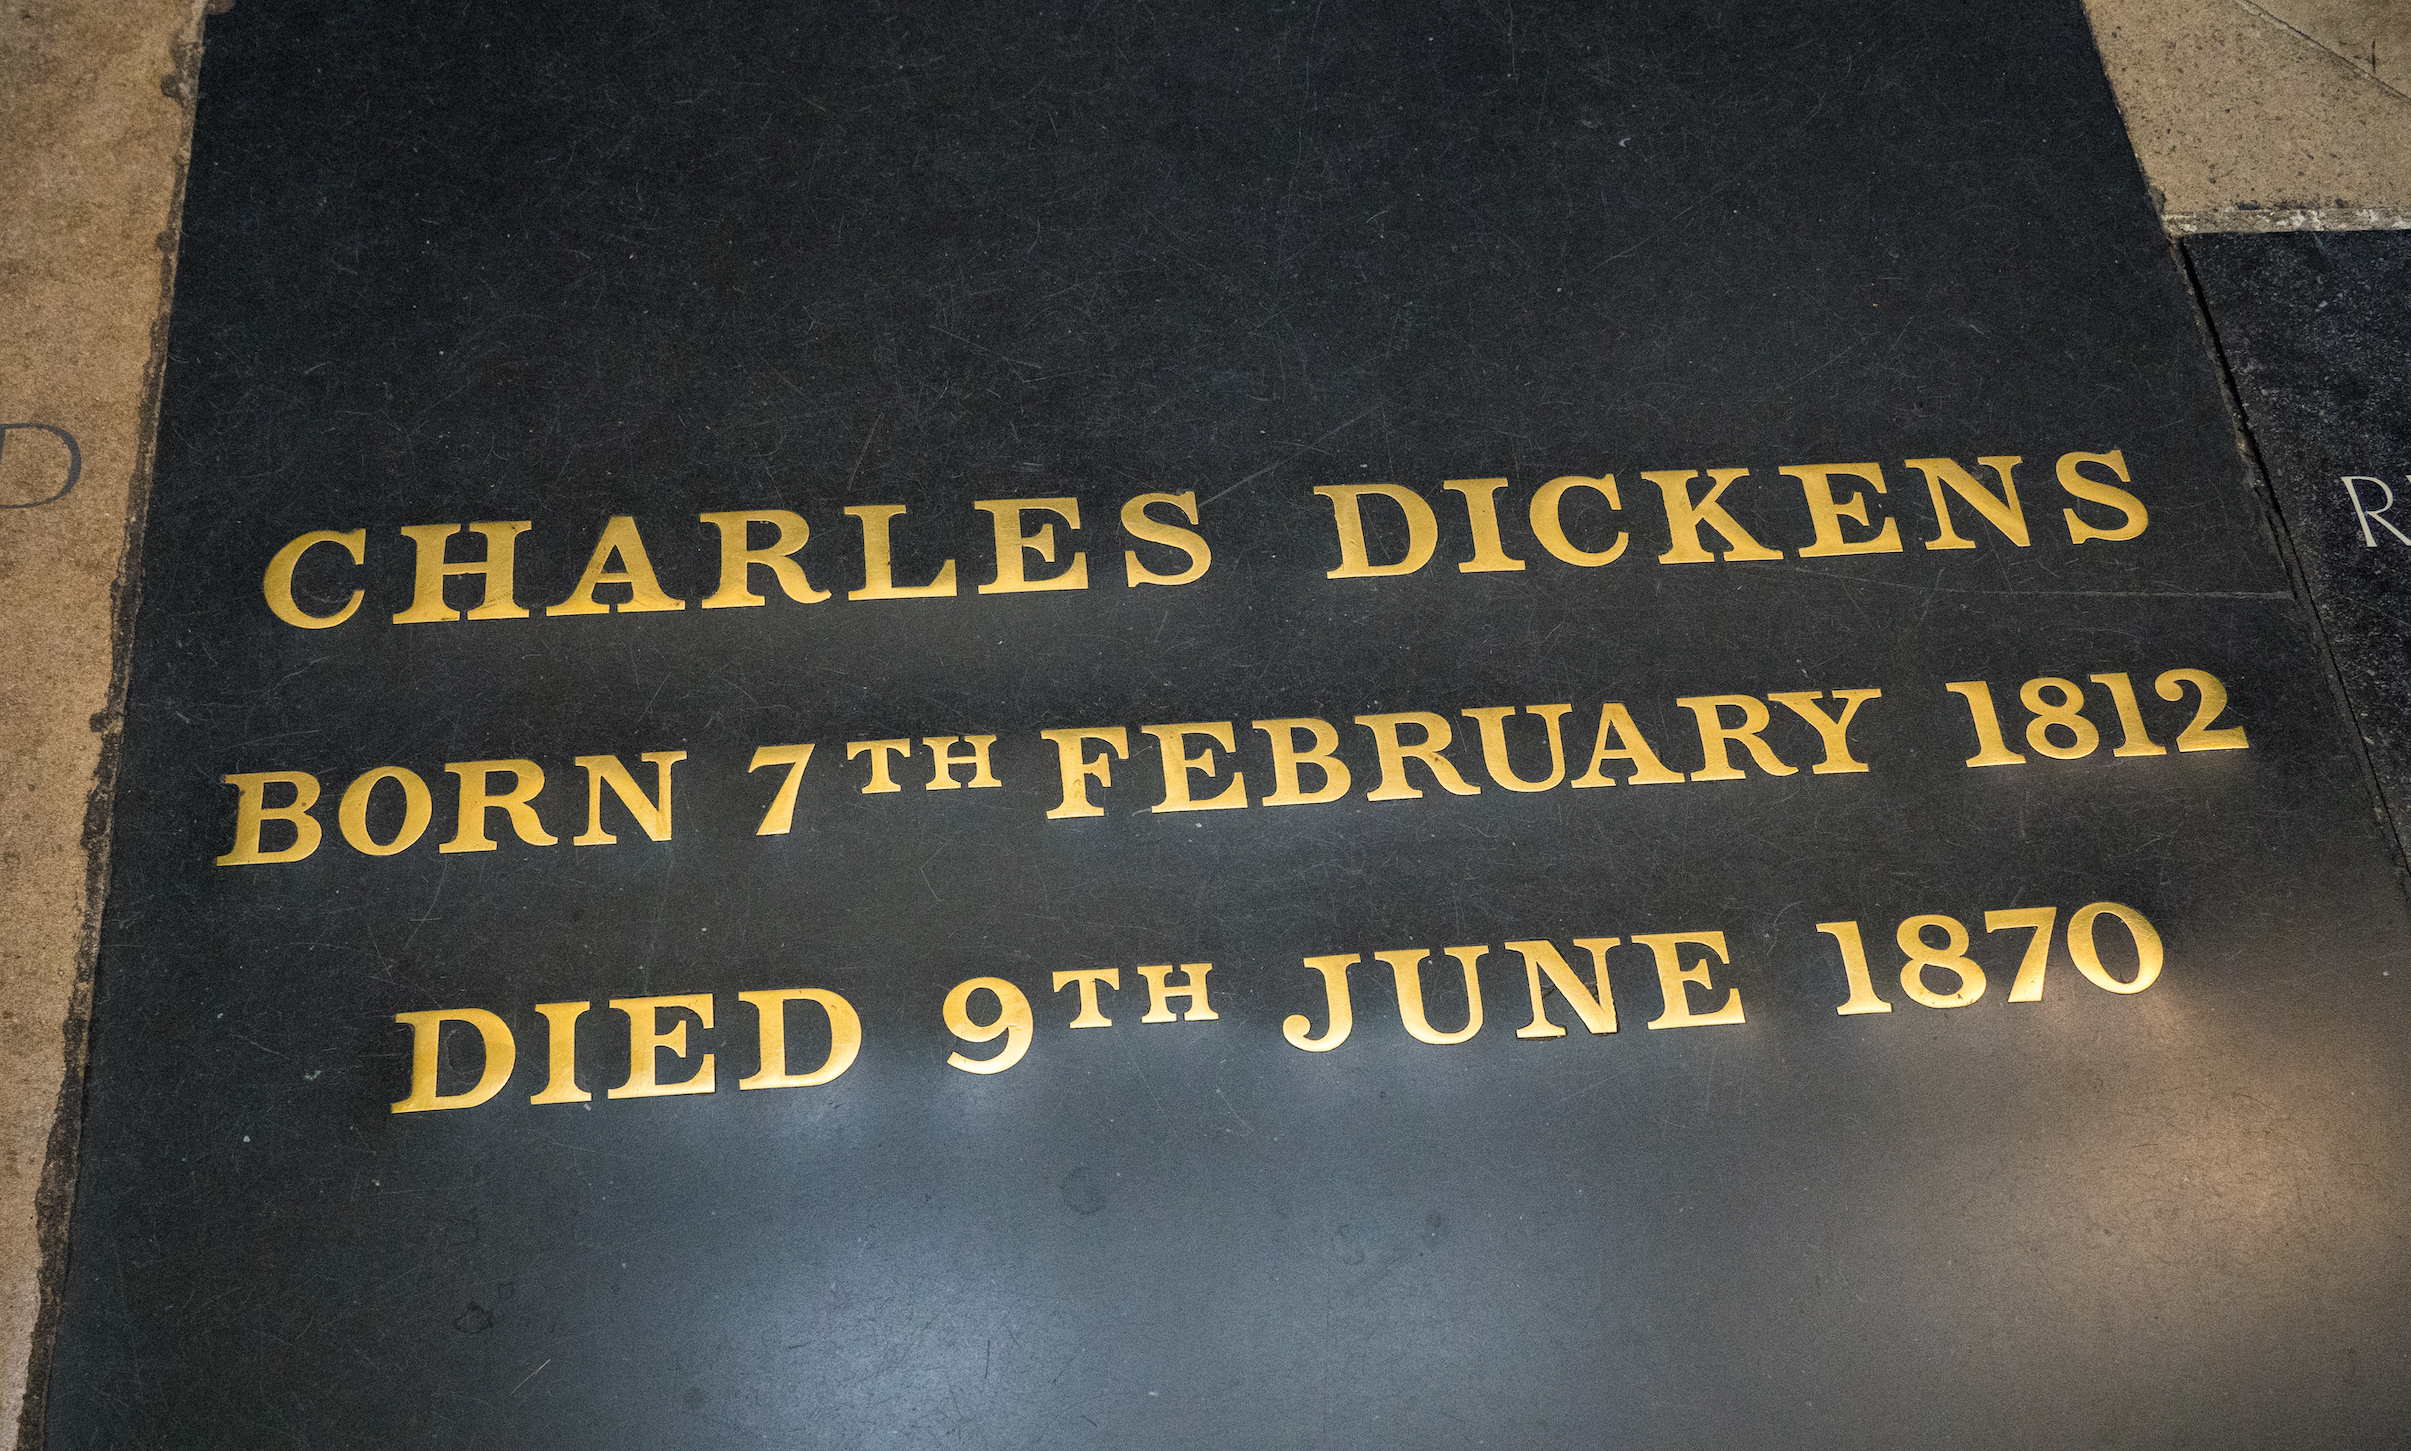 CHARLES DICKENS
BORN 7TH FEBRUARY 1812
DIED 9TH JUNE 1870